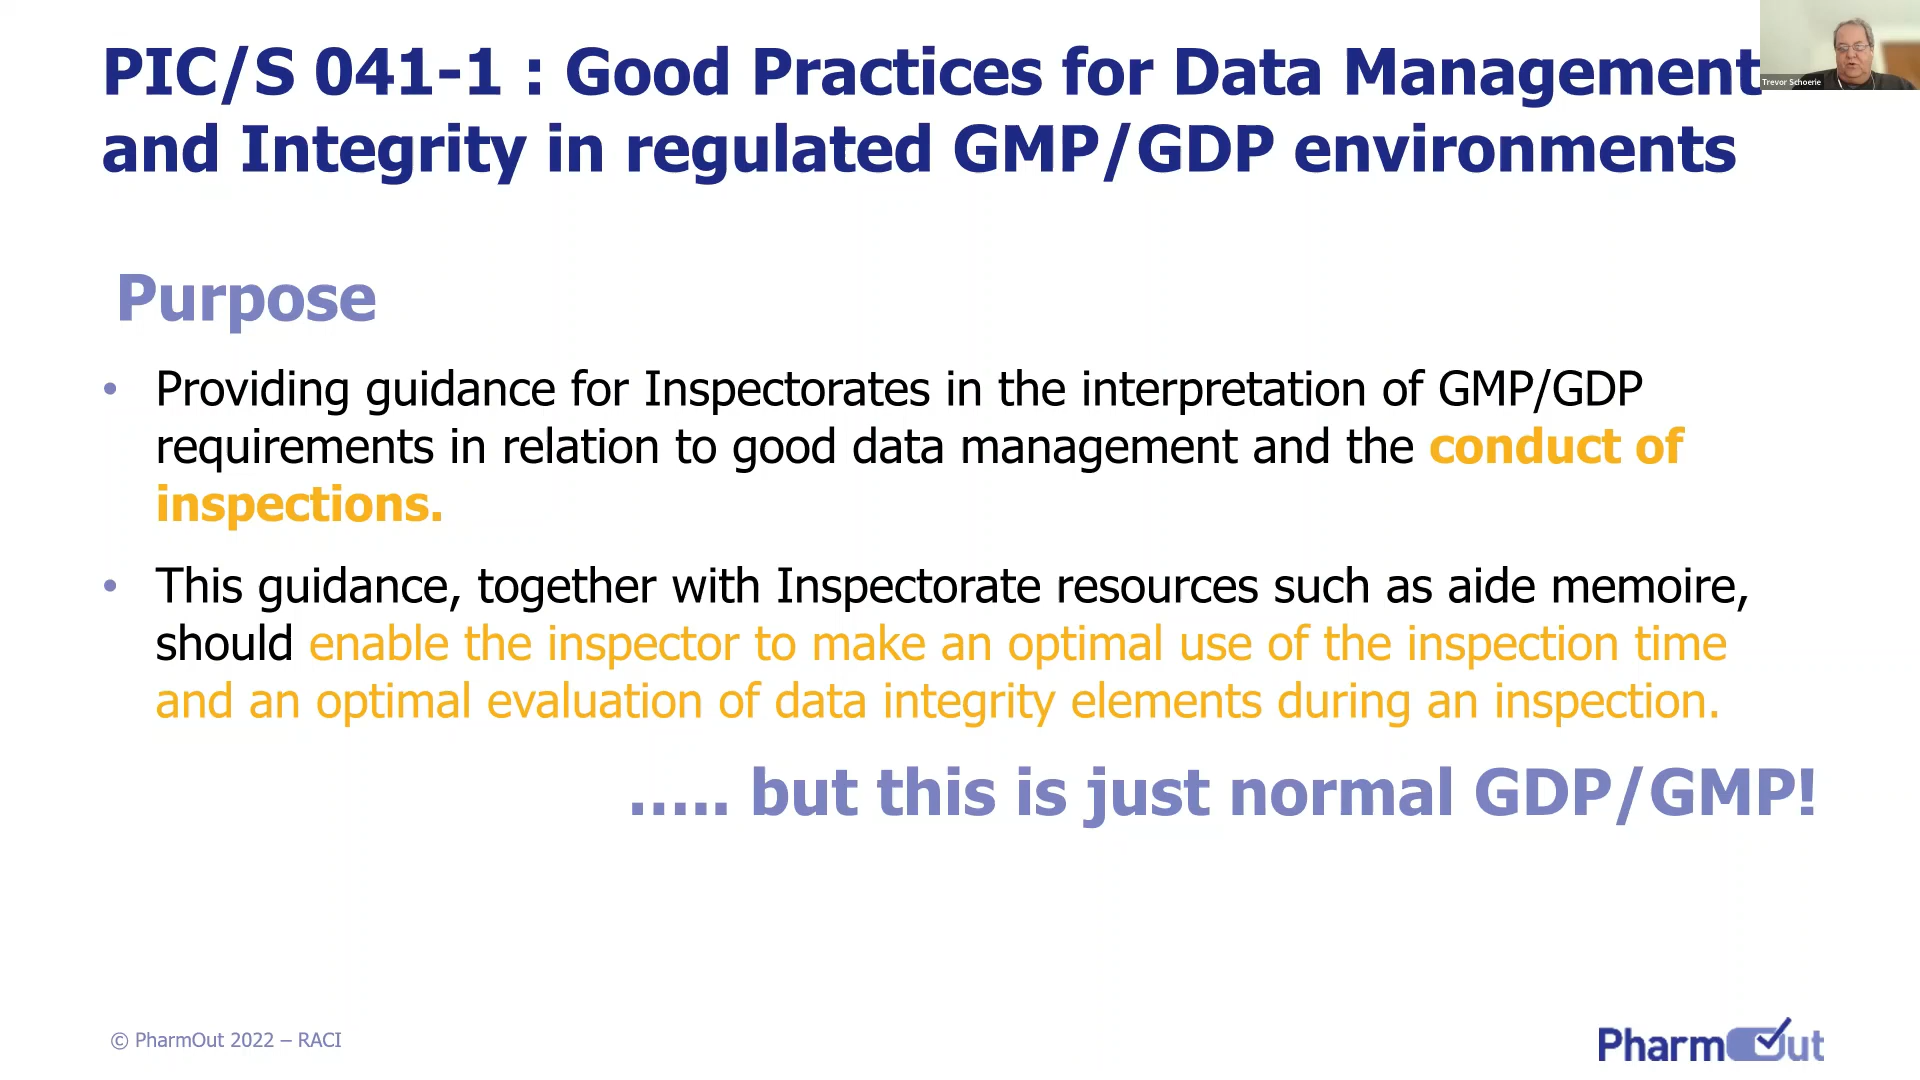 PIC/S 041-1 : Good Practices for Data Management
and Integrity in regulated GMP/GDP environments
Trevor Schoerie
Purpose
• Providing guidance for Inspectorates in the interpretation of GMP/GDP
requirements in relation to good data management and the conduct of
inspections.
• This guidance, together with Inspectorate resources such as aide memoire,
should enable the inspector to make an optimal use of the inspection time
and an optimal evaluation of data integrity elements during an inspection.
..... but this is just normal GDP/GMP!
© PharmOut 2022 – RACI
PharmOut